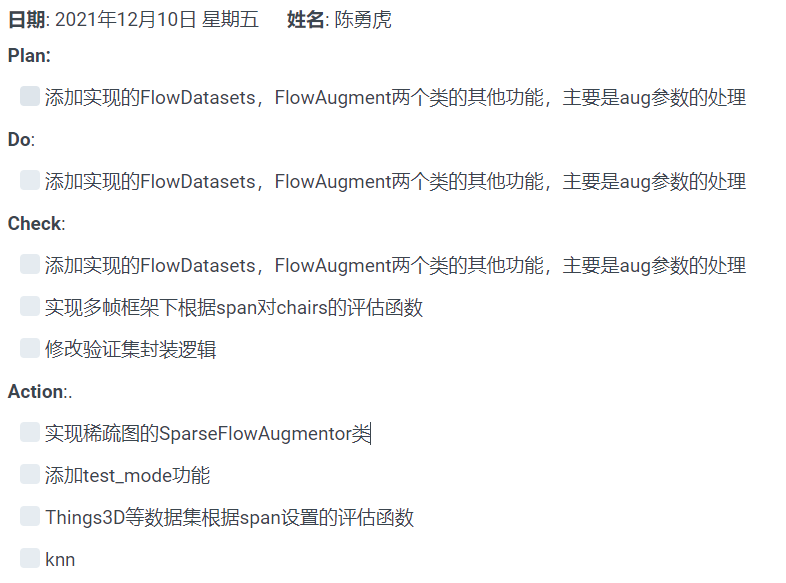 日期: 2021年12月10日 星期五 姓名: 陈勇虎
Plan:
添加实现的FlowDatasets，FlowAugment两个类的其他功能，主要是aug参数的处理
Do:
添加实现的FlowDatasets，FlowAugment两个类的其他功能，主要是aug参数的处理
Check:
添加实现的FlowDatasets，FlowAugment两个类的其他功能，主要是aug参数的处理
实现多帧框架下根据span对chairs的评估函数
修改验证集封装逻辑
Action:.
实现稀疏图的SparseFlowAugmentor类
添加test_mode功能
Things3D等数据集根据span设置的评估函数
knn